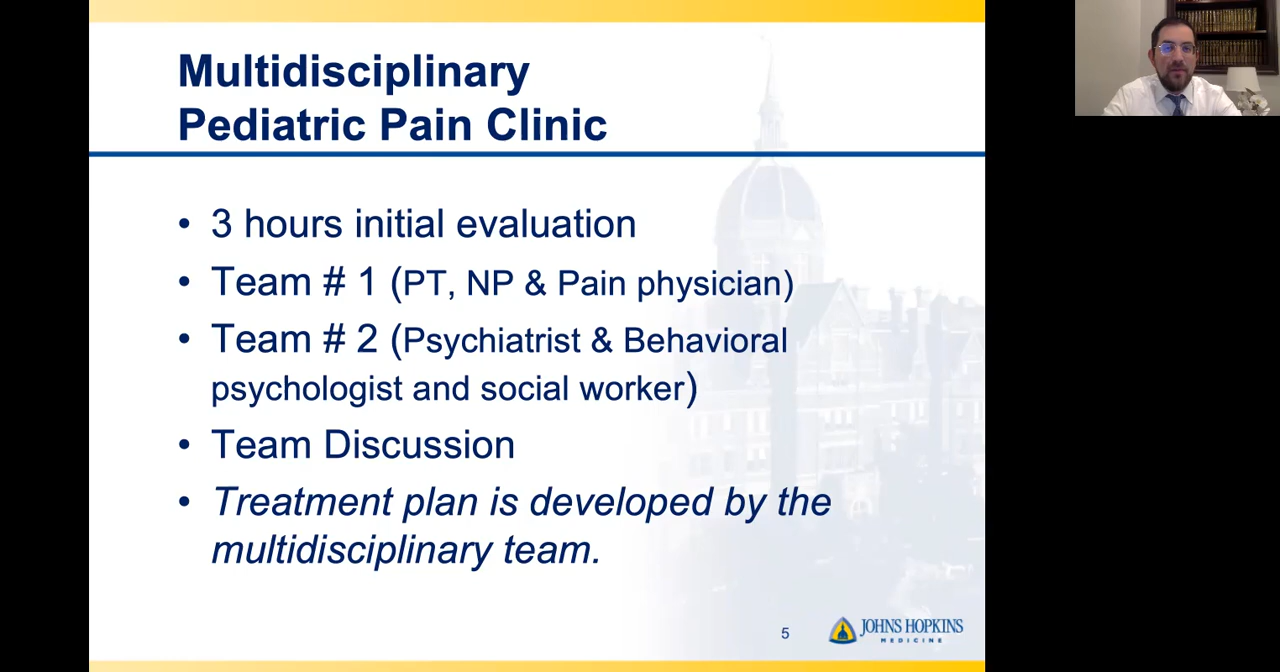 Multidisciplinary
Pediatric Pain Clinic
• 3 hours initial evaluation
• Team # 1 (PT, NP & Pain physician)
• Team # 2 (Psychiatrist & Behavioral
psychologist and social worker)
• Team Discussion
• Treatment plan is developed by the
multidisciplinary team.
5
JOHNS HOPKINS
MEDICINE